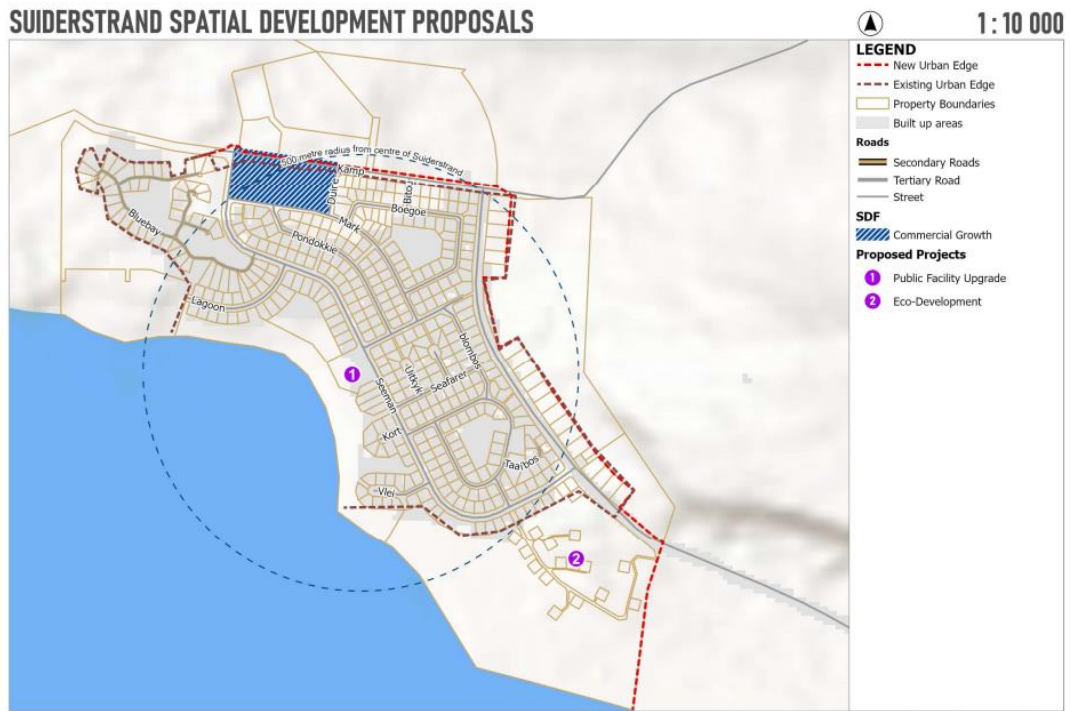 SUIDERSTRAND SPATIAL DEVELOPMENT PROPOSALS
1 : 10 000
LEGEND
New Urban Edge
Existing Urban Edge
Property Boundaries
Built up areas
Roads
Secondary Roads
Tertiary Road
Street
SDF
Commercial Growth
Proposed Projects
1 Public Facility Upgrade
2 Eco-Development
500 metre radius from centre of Suiderstrand
Kamp
Duine
Bito
Boegoe
Mark
Bluebay
Pondokkie
Lagoon
blombos
Uitkyk
Seafarer
1
Seeman
Kort
Taaibos
Vlei
2